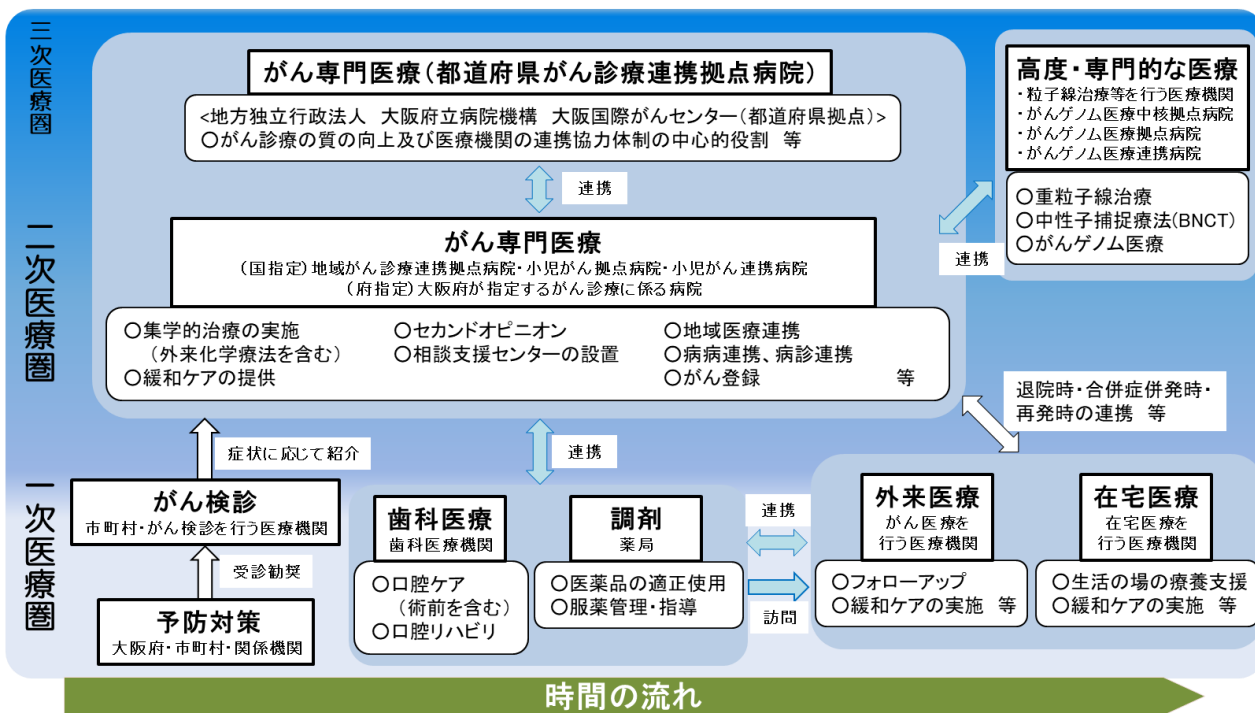 三次医療圏
がん専門医療(都道府県がん診療連携拠点病院)
<地方独立行政法人 大阪府立病院機構 大阪国際がんセンター(都道府県拠点)>
○がん診療の質の向上及び医療機関の連携協力体制の中心的役割 等
連携
高度・専門的な医療
・粒子線治療等を行う医療機関
・がんゲノム医療中核拠点病院
・がんゲノム医療拠点病院
・がんゲノム医療連携病院
○重粒子線治療
○中性子捕捉療法(BNCT)
○がんゲノム医療
連携
二次医療圏
がん専門医療
(国指定)地域がん診療連携拠点病院・小児がん拠点病院・小児がん連携病院
(府指定)大阪府が指定するがん診療に係る病院
○集学的治療の実施
(外来化学療法を含む)
○緩和ケアの提供
○セカンドオピニオン
○相談支援センターの設置
○地域医療連携
○病病連携、病診連携
○がん登録 等
退院時・合併症併発時・
再発時の連携 等
症状に応じて紹介
連携
一次医療圏
がん検診
市町村・がん検診を行う医療機関
受診勧奨
予防対策
大阪府・市町村・関係機関
歯科医療
歯科医療機関
○口腔ケア
(術前を含む)
○口腔リハビリ
調剤
薬局
○医薬品の適正使用
○服薬管理・指導
連携
訪問
外来医療
がん医療を
行う医療機関
○フォローアップ
○緩和ケアの実施 等
在宅医療
在宅医療を
行う医療機関
○生活の場の療養支援
○緩和ケアの実施 等
時間の流れ